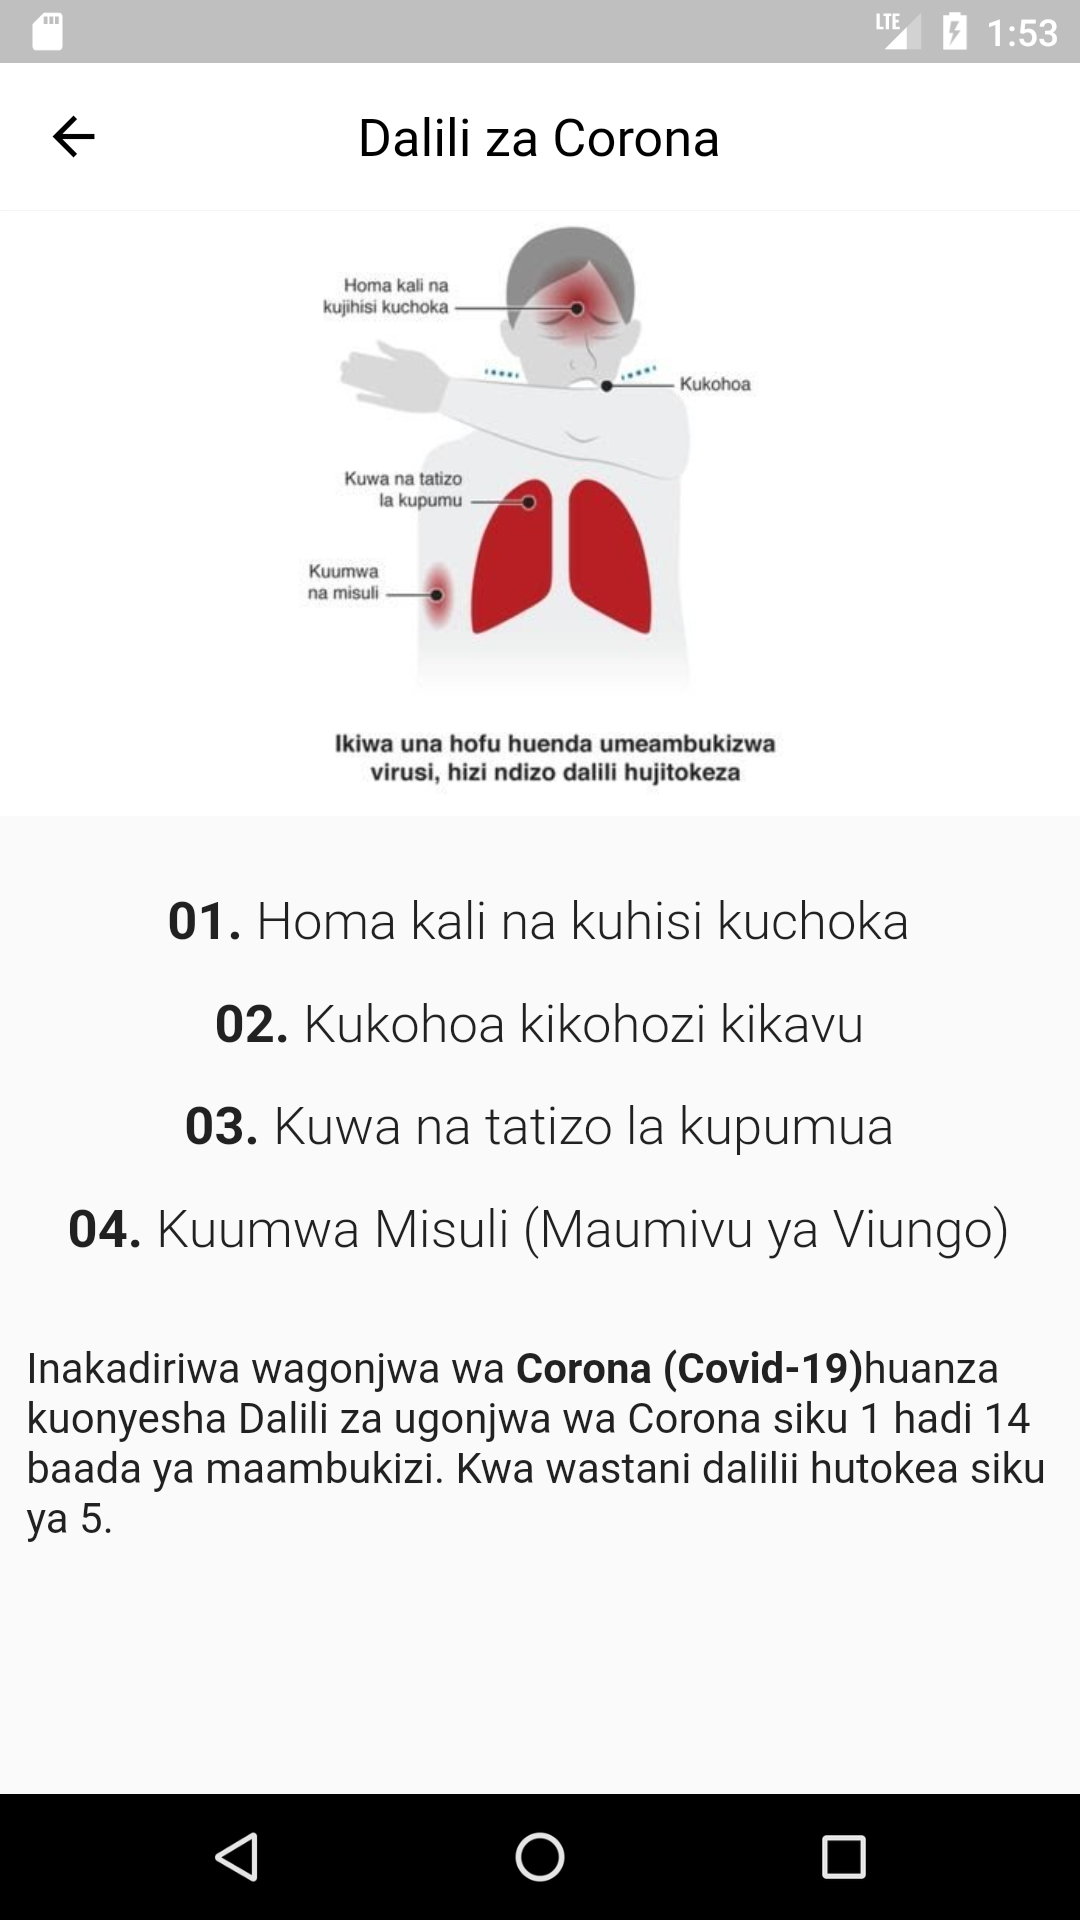 LTE 1:53
Dalili za Corona
Homa kali na
kujihisi kuchoka
Kukohoa
Kuwa na tatizo
la kupumu
Kuumwa
na misuli
Ikiwa una hofu huenda umeambukizwa
virusi, hizi ndizo dalili hujitokeza
01. Homa kali na kuhisi kuchoka
02. Kukohoa kikohozi kikavu
03. Kuwa na tatizo la kupumua
04. Kuumwa Misuli (Maumivu ya Viungo)
Inakadiriwa wagonjwa wa Corona (Covid-19)huanza
kuonyesha Dalili za ugonjwa wa Corona siku 1 hadi 14
baada ya maambukizi. Kwa wastani dalilii hutokea siku
ya 5.